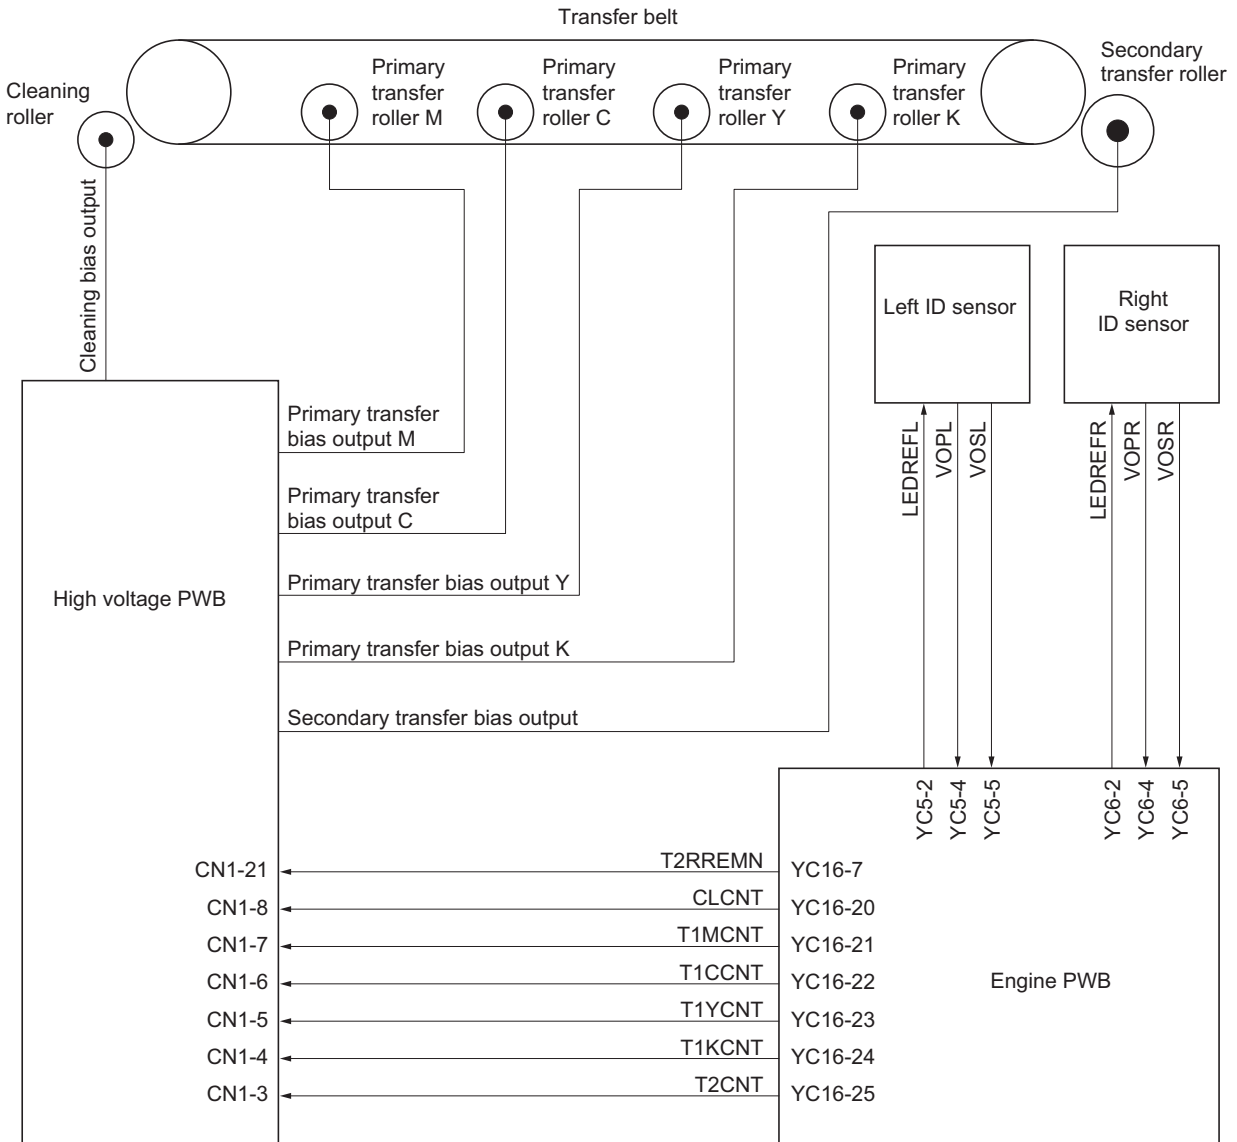 Transfer belt
Cleaning
roller
Primary
transfer
roller M
Primary
transfer
roller C
Primary
transfer
roller Y
Primary
transfer
roller K
Secondary
transfer roller
Cleaning bias output
Left ID sensor
Right
ID sensor
Primary transfer
bias output M
Primary transfer
bias output C
Primary transfer bias output Y
Primary transfer bias output K
Secondary transfer bias output
High voltage PWB
LEDREFL
VOPL
VOSL
LEDREFR
VOPR
VOSR
YC5-2
YC5-4
YC5-5
YC6-2
YC6-4
YC6-5
CN1-21 T2RREMN YC16-7
CN1-8 CLCNT YC16-20
CN1-7 T1MCNT YC16-21
CN1-6 T1CCNT YC16-22
CN1-5 T1YCNT YC16-23
CN1-4 T1KCNT YC16-24
CN1-3 T2CNT YC16-25
Engine PWB